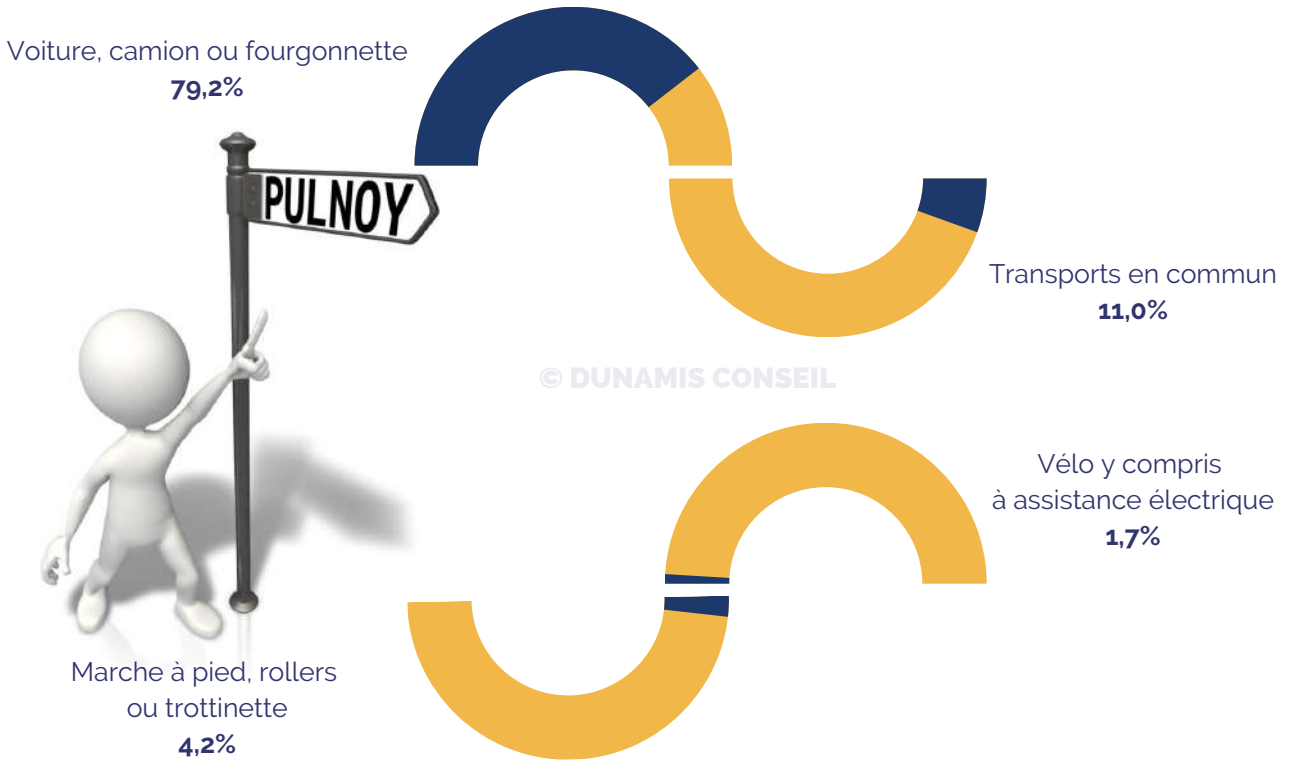 Voiture, camion ou fourgonnette
79,2%
PULNOY
Transports en commun
11,0%
© DUNAMIS CONSEIL
Vélo y compris
à assistance électrique
1,7%
Marche à pied, rollers
ou trottinette
4,2%